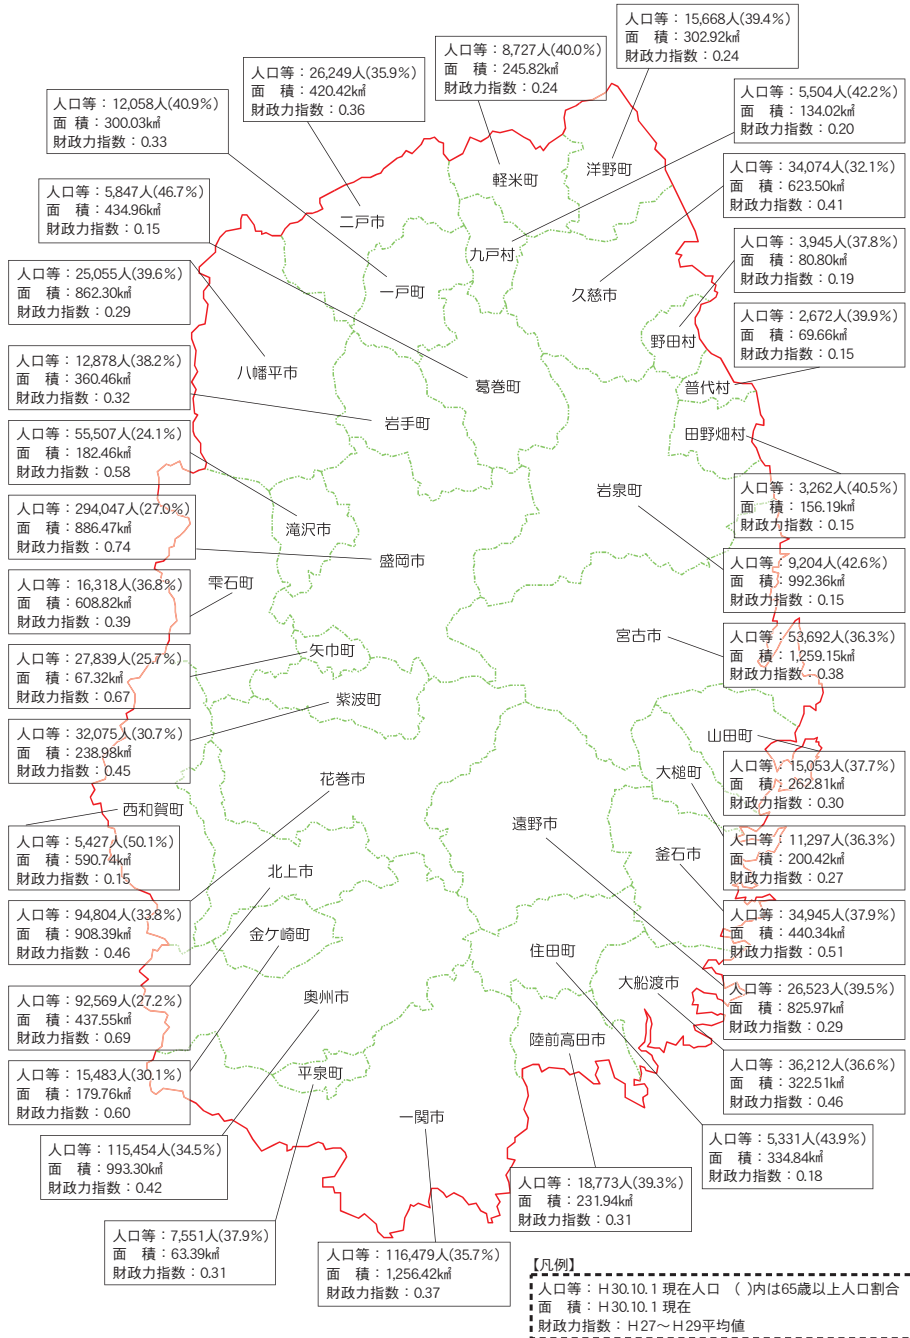 人口等：15,668人(39.4%)
面　積：302.92㎢
財政力指数：0.24
人口等：8,727人(40.0%)
面　積：245.82㎢
財政力指数：0.24
人口等：26,249人(35.9%)
面　積：420.42㎢
財政力指数：0.36
人口等：12,058人(40.9%)
面　積：300.03㎢
財政力指数：0.33
人口等：5,504人(42.2%)
面　積：134.02㎢
財政力指数：0.20
人口等：34,074人(32.1%)
面　積：623.50㎢
財政力指数：0.41
人口等：5,847人(46.7%)
面　積：434.96㎢
財政力指数：0.15
人口等：3,945人(37.8%)
面　積：80.80㎢
財政力指数：0.19
人口等：25,055人(39.6%)
面　積：862.30㎢
財政力指数：0.29
人口等：2,672人(39.9%)
面　積：69.66㎢
財政力指数：0.15
人口等：12,878人(38.2%)
面　積：360.46㎢
財政力指数：0.32
人口等：55,507人(24.1%)
面　積：182.46㎢
財政力指数：0.58
人口等：3,262人(40.5%)
面　積：156.19㎢
財政力指数：0.15
人口等：294,047人(27.0%)
面　積：886.47㎢
財政力指数：0.74
人口等：9,204人(42.6%)
面　積：992.36㎢
財政力指数：0.15
人口等：16,318人(36.8%)
面　積：608.82㎢
財政力指数：0.39
人口等：53,692人(36.3%)
面　積：1,259.15㎢
財政力指数：0.38
人口等：27,839人(25.7%)
面　積：67.32㎢
財政力指数：0.67
人口等：32,075人(30.7%)
面　積：238.98㎢
財政力指数：0.45
人口等：15,053人(37.7%)
面　積：262.81㎢
財政力指数：0.30
人口等：5,427人(50.1%)
面　積：590.74㎢
財政力指数：0.15
人口等：11,297人(36.3%)
面　積：200.42㎢
財政力指数：0.27
人口等：94,804人(33.8%)
面　積：908.39㎢
財政力指数：0.46
人口等：34,945人(37.9%)
面　積：440.34㎢
財政力指数：0.51
人口等：92,569人(27.2%)
面　積：437.55㎢
財政力指数：0.69
人口等：26,523人(39.5%)
面　積：825.97㎢
財政力指数：0.29
人口等：15,483人(30.1%)
面　積：179.76㎢
財政力指数：0.60
人口等：36,212人(36.6%)
面　積：322.51㎢
財政力指数：0.46
人口等：115,454人(34.5%)
面　積：993.30㎢
財政力指数：0.42
人口等：5,331人(43.9%)
面　積：334.84㎢
財政力指数：0.18
人口等：18,773人(39.3%)
面　積：231.94㎢
財政力指数：0.31
人口等：7,551人(37.9%)
面　積：63.39㎢
財政力指数：0.31
人口等：116,479人(35.7%)
面　積：1,256.42㎢
財政力指数：0.37
洋野町
軽米町
二戸市
九戸村
一戸町
久慈市
野田村
八幡平市
葛巻町
普代村
岩手町
田野畑村
岩泉町
滝沢市
盛岡市
雫石町
宮古市
矢巾町
紫波町
山田町
大槌町
花巻市
西和賀町
遠野市
釜石市
北上市
金ケ崎町
住田町
大船渡市
奥州市
陸前高田市
平泉町
一関市
【凡例】
人口等：Ｈ30.10.1 現在人口　(　)内は65歳以上人口割合
面　積：Ｈ30.10.1 現在
財政力指数：Ｈ27～Ｈ29平均値